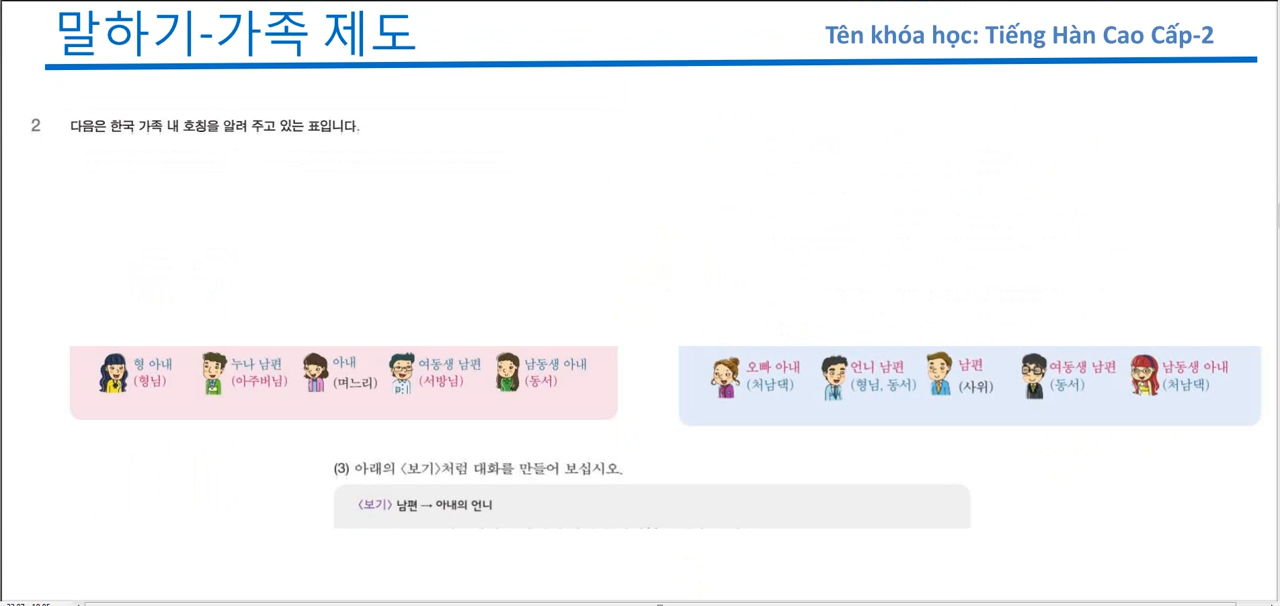 말하기-가족 제도
Tên khóa học: Tiếng Hàn Cao Cấp-2
2 다음은 한국 가족 내 호칭을 알려 주고 있는 표입니다.
형 아내 누나 남편 아내 여동생 남편 남동생 아내
(형님) (아주버님) (며느리) (서방님) (동서)
오빠 아내 언니 남편 남편 여동생 남편 남동생 아내
(처남댁) (형님, 동서) (사위) (동서) (처남댁)
(3) 아래의 〈보기〉처럼 대화를 만들어 보십시오.
〈보기〉 남편 → 아내의 언니